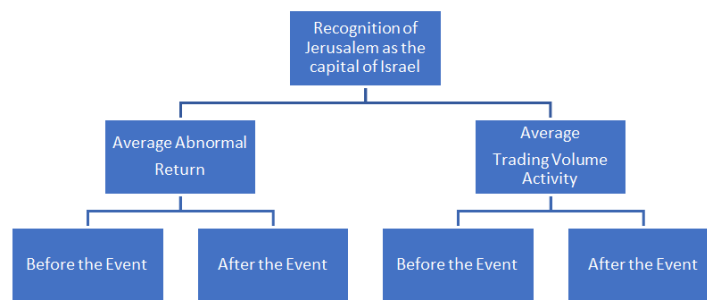 Recognition of
Jerusalem as the
capital of Israel
Average Abnormal
Return
Average
Trading Volume
Activity
Before the Event
After the Event
Before the Event
After the Event